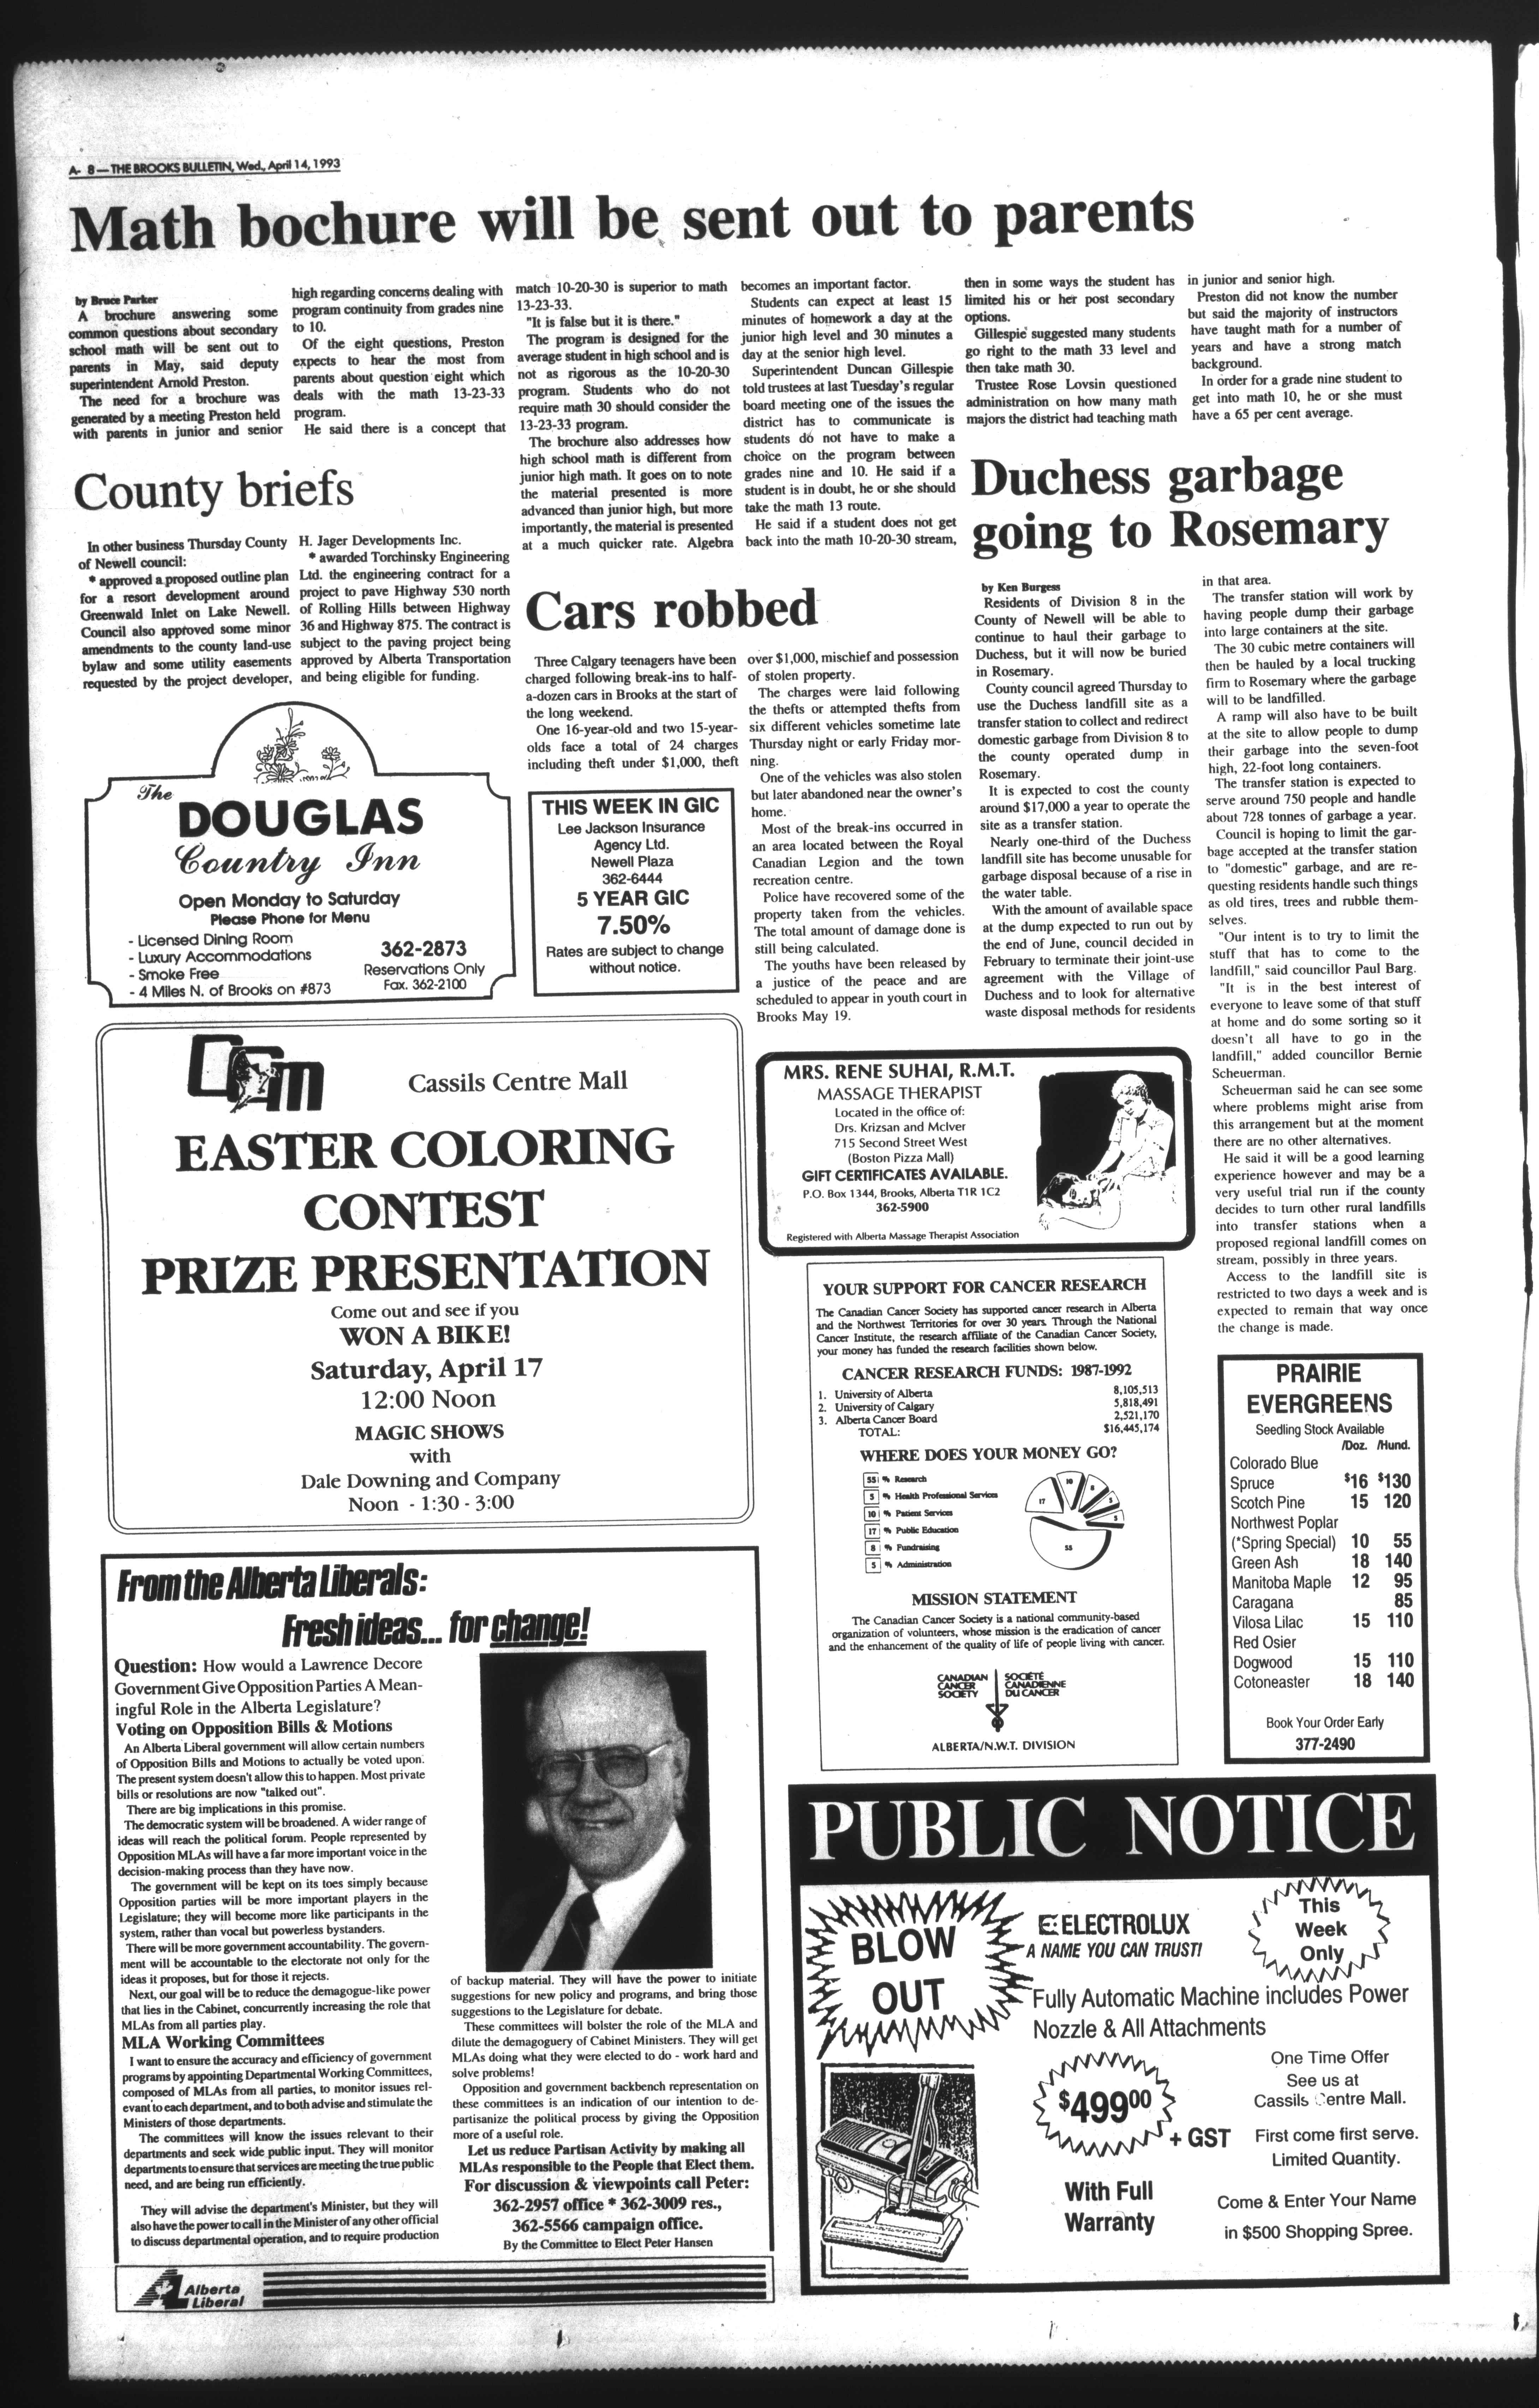 A- 8 — THE BROOKS BULLETIN, Wed., April 14, 1993
Math bochure will be sent out to parents
by Bruce Parker
A brochure answering some
common questions about secondary
school math will be sent out to
parents in May, said deputy
superintendent Arnold Preston.
The need for a brochure was
generated by a meeting Preston held
with parents in junior and senior
high regarding concerns dealing with
program continuity from grades nine
to 10.
Of the eight questions, Preston
expects to hear the most from
parents about question eight which
deals with the math 13-23-33
program.
He said there is a concept that
match 10-20-30 is superior to math
13-23-33.
"It is false but it is there."
The program is designed for the
average student in high school and is
not as rigorous as the 10-20-30
program. Students who do not
require math 30 should consider the
13-23-33 program.
The brochure also addresses how
high school math is different from
junior high math. It goes on to note
the material presented is more
advanced than junior high, but more
importantly, the material is presented
at a much quicker rate. Algebra
becomes an important factor.
Students can expect at least 15
minutes of homework a day at the
junior high level and 30 minutes a
day at the senior high level.
Superintendent Duncan Gillespie
told trustees at last Tuesday's regular
board meeting one of the issues the
district has to communicate is
students do not have to make a
choice on the program between
grades nine and 10. He said if a
student is in doubt, he or she should
take the math 13 route.
He said if a student does not get
back into the math 10-20-30 stream,
then in some ways the student has
limited his or her post secondary
options.
Gillespie suggested many students
go right to the math 33 level and
then take math 30.
Trustee Rose Lovsin questioned
administration on how many math
majors the district had teaching math
in junior and senior high.
Preston did not know the number
but said the majority of instructors
have taught math for a number of
years and have a strong match
background.
In order for a grade nine student to
get into math 10, he or she must
have a 65 per cent average.
County briefs
In other business Thursday County
of Newell council:
* approved a proposed outline plan
for a resort development around
Greenwald Inlet on Lake Newell.
Council also approved some minor
amendments to the county land-use
bylaw and some utility easements
requested by the project developer,
H. Jager Developments Inc.
* awarded Torchinsky Engineering
Ltd. the engineering contract for a
project to pave Highway 530 north
of Rolling Hills between Highway
36 and Highway 875. The contract is
subject to the paving project being
approved by Alberta Transportation
and being eligible for funding.
Cars robbed
Three Calgary teenagers have been
charged following break-ins to half-
a-dozen cars in Brooks at the start of
the long weekend.
One 16-year-old and two 15-year-
olds face a total of 24 charges
including theft under $1,000, theft
over $1,000, mischief and possession
of stolen property.
The charges were laid following
the thefts or attempted thefts from
six different vehicles sometime late
Thursday night or early Friday mor-
ning.
One of the vehicles was also stolen
but later abandoned near the owner's
home.
Most of the break-ins occurred in
an area located between the Royal
Canadian Legion and the town
recreation centre.
Police have recovered some of the
property taken from the vehicles.
The total amount of damage done is
still being calculated.
The youths have been released by
a justice of the peace and are
scheduled to appear in youth court in
Brooks May 19.
Duchess garbage
going to Rosemary
by Ken Burgess
Residents of Division 8 in the
County of Newell will be able to
continue to haul their garbage to
Duchess, but it will now be buried
in Rosemary.
County council agreed Thursday to
use the Duchess landfill site as a
transfer station to collect and redirect
domestic garbage from Division 8 to
the county operated dump in
Rosemary.
It is expected to cost the county
around $17,000 a year to operate the
site as a transfer station.
Nearly one-third of the Duchess
landfill site has become unusable for
garbage disposal because of a rise in
the water table.
With the amount of available space
at the dump expected to run out by
the end of June, council decided in
February to terminate their joint-use
agreement with the Village of
Duchess and to look for alternative
waste disposal methods for residents
in that area.
The transfer station will work by
having people dump their garbage
into large containers at the site.
The 30 cubic metre containers will
then be hauled by a local trucking
firm to Rosemary where the garbage
will to be landfilled.
A ramp will also have to be built
at the site to allow people to dump
their garbage into the seven-foot
high, 22-foot long containers.
The transfer station is expected to
serve around 750 people and handle
about 728 tonnes of garbage a year.
Council is hoping to limit the gar-
bage accepted at the transfer station
to "domestic" garbage, and are re-
questing residents handle such things
as old tires, trees and rubble them-
selves.
"Our intent is to try to limit the
stuff that has to come to the
landfill," said councillor Paul Barg.
"It is in the best interest of
everyone to leave some of that stuff
at home and do some sorting so it
doesn't all have to go in the
landfill," added councillor Bernie
Scheuerman.
Scheuerman said he can see some
where problems might arise from
this arrangement but at the moment
there are no other alternatives.
He said it will be a good learning
experience however and may be a
very useful trial run if the county
decides to turn other rural landfills
into transfer stations when a
proposed regional landfill comes on
stream, possibly in three years.
Access to the landfill site is
restricted to two days a week and is
expected to remain that way once
the change is made.
The
DOUGLAS
Country Inn
Open Monday to Saturday
Please Phone for Menu
- Licensed Dining Room
- Luxury Accommodations
- Smoke Free
- 4 Miles N. of Brooks on #873
362-2873
Reservations Only
Fax. 362-2100
THIS WEEK IN GIC
Lee Jackson Insurance
Agency Ltd.
Newell Plaza
362-6444
5 YEAR GIC
7.50%
Rates are subject to change
without notice.
CCm
Cassils Centre Mall
EASTER COLORING
CONTEST
PRIZE PRESENTATION
Come out and see if you
WON A BIKE!
Saturday, April 17
12:00 Noon
MAGIC SHOWS
with
Dale Downing and Company
Noon - 1:30 - 3:00
MRS. RENE SUHAI, R.M.T.
MASSAGE THERAPIST
Located in the office of:
Drs. Krizsan and McIver
715 Second Street West
(Boston Pizza Mall)
GIFT CERTIFICATES AVAILABLE.
P.O. Box 1344, Brooks, Alberta T1R 1C2
362-5900
Registered with Alberta Massage Therapist Association
YOUR SUPPORT FOR CANCER RESEARCH
The Canadian Cancer Society has supported cancer research in Alberta
and the Northwest Territories for over 30 years. Through the National
Cancer Institute, the research affiliate of the Canadian Cancer Society,
your money has funded the research facilities shown below.
CANCER RESEARCH FUNDS: 1987-1992
1. University of Alberta 8,105,513
2. University of Calgary 5,818,491
3. Alberta Cancer Board 2,521,170
TOTAL: $16,445,174
WHERE DOES YOUR MONEY GO?
55 % Research
5 % Health Professional Services
10 % Patient Services
17 % Public Education
8 % Fundraising
5 % Administration
17 10 8 5 5 55
MISSION STATEMENT
The Canadian Cancer Society is a national community-based
organization of volunteers, whose mission is the eradication of cancer
and the enhancement of the quality of life of people living with cancer.
CANADIAN CANCER SOCIETY
SOCIÉTÉ CANADIENNE DU CANCER
ALBERTA/N.W.T. DIVISION
PRAIRIE
EVERGREENS
Seedling Stock Available
/Doz. /Hund.
Colorado Blue
Spruce $16 $130
Scotch Pine 15 120
Northwest Poplar
(*Spring Special) 10 55
Green Ash 18 140
Manitoba Maple 12 95
Caragana 85
Vilosa Lilac 15 110
Red Osier
Dogwood 15 110
Cotoneaster 18 140
Book Your Order Early
377-2490
From the Alberta Liberals:
Fresh ideas... for change!
Question: How would a Lawrence Decore
Government Give Opposition Parties A Mean-
ingful Role in the Alberta Legislature?
Voting on Opposition Bills & Motions
An Alberta Liberal government will allow certain numbers
of Opposition Bills and Motions to actually be voted upon.
The present system doesn't allow this to happen. Most private
bills or resolutions are now "talked out".
There are big implications in this promise.
The democratic system will be broadened. A wider range of
ideas will reach the political forum. People represented by
Opposition MLAs will have a far more important voice in the
decision-making process than they have now.
The government will be kept on its toes simply because
Opposition parties will be more important players in the
Legislature; they will become more like participants in the
system, rather than vocal but powerless bystanders.
There will be more government accountability. The govern-
ment will be accountable to the electorate not only for the
ideas it proposes, but for those it rejects.
Next, our goal will be to reduce the demagogue-like power
that lies in the Cabinet, concurrently increasing the role that
MLAs from all parties play.
MLA Working Committees
I want to ensure the accuracy and efficiency of government
programs by appointing Departmental Working Committees,
composed of MLAs from all parties, to monitor issues rel-
evant to each department, and to both advise and stimulate the
Ministers of those departments.
The committees will know the issues relevant to their
departments and seek wide public input. They will monitor
departments to ensure that services are meeting the true public
need, and are being run efficiently.
They will advise the department's Minister, but they will
also have the power to call in the Minister of any other official
to discuss departmental operation, and to require production
of backup material. They will have the power to initiate
suggestions for new policy and programs, and bring those
suggestions to the Legislature for debate.
These committees will bolster the role of the MLA and
dilute the demagoguery of Cabinet Ministers. They will get
MLAs doing what they were elected to do - work hard and
solve problems!
Opposition and government backbench representation on
these committees is an indication of our intention to de-
partisanize the political process by giving the Opposition
more of a useful role.
Let us reduce Partisan Activity by making all
MLAs responsible to the People that Elect them.
For discussion & viewpoints call Peter:
362-2957 office * 362-3009 res.,
362-5566 campaign office.
By the Committee to Elect Peter Hansen
Alberta
Liberal
PUBLIC NOTICE
BLOW
OUT
ELECTROLUX
A NAME YOU CAN TRUST!
This
Week
Only
Fully Automatic Machine includes Power
Nozzle & All Attachments
$499.00
+ GST
With Full
Warranty
One Time Offer
See us at
Cassils Centre Mall.
First come first serve.
Limited Quantity.
Come & Enter Your Name
in $500 Shopping Spree.